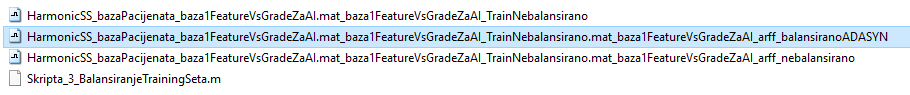 HarmonicSS_bazaPacijenata_baza1FeatureVsGradeZaAI.mat_baza1FeatureVsGradeZaAI_TrainNebalansirano
HarmonicSS_bazaPacijenata_baza1FeatureVsGradeZaAI.mat_baza1FeatureVsGradeZaAI_TrainNebalansirano.mat_baza1FeatureVsGradeZaAI_arff_balansiranoADASYN
HarmonicSS_bazaPacijenata_baza1FeatureVsGradeZaAI.mat_baza1FeatureVsGradeZaAI_TrainNebalansirano.mat_baza1FeatureVsGradeZaAI_arff_nebalansirano
Skripta_3_BalansiranjeTrainingSeta.m